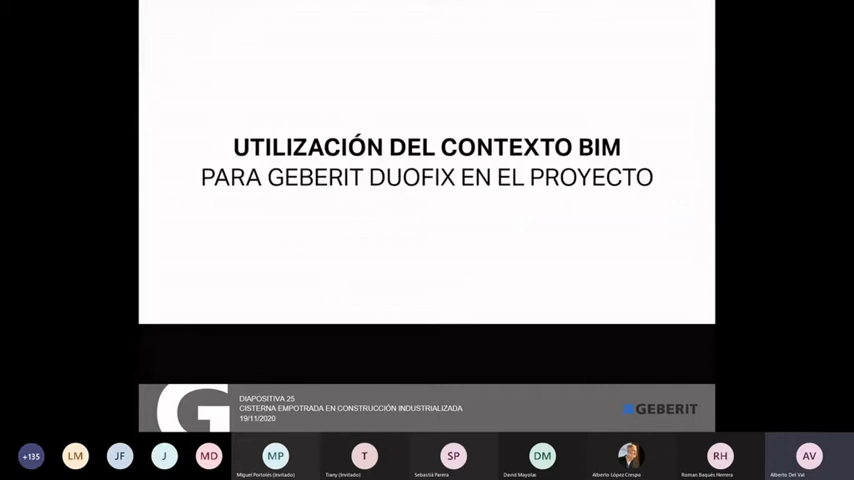 UTILIZACIÓN DEL CONTEXTO BIM
PARA GEBERIT DUOFIX EN EL PROYECTO
DIAPOSITIVA 25
CISTERNA EMPOTRADA EN CONSTRUCCIÓN INDUSTRIALIZADA
19/11/2020
G
GEBERIT
+135
LM
JF
J
MD
MP
T
SP
DM
RH
AV
Miguel Portolés (Invitado)
Tiany (Invitado)
Sebastiá Parera
David Mayolas
Alberto López Crespo
Roman Baqués Herrera
Alberto Del Val